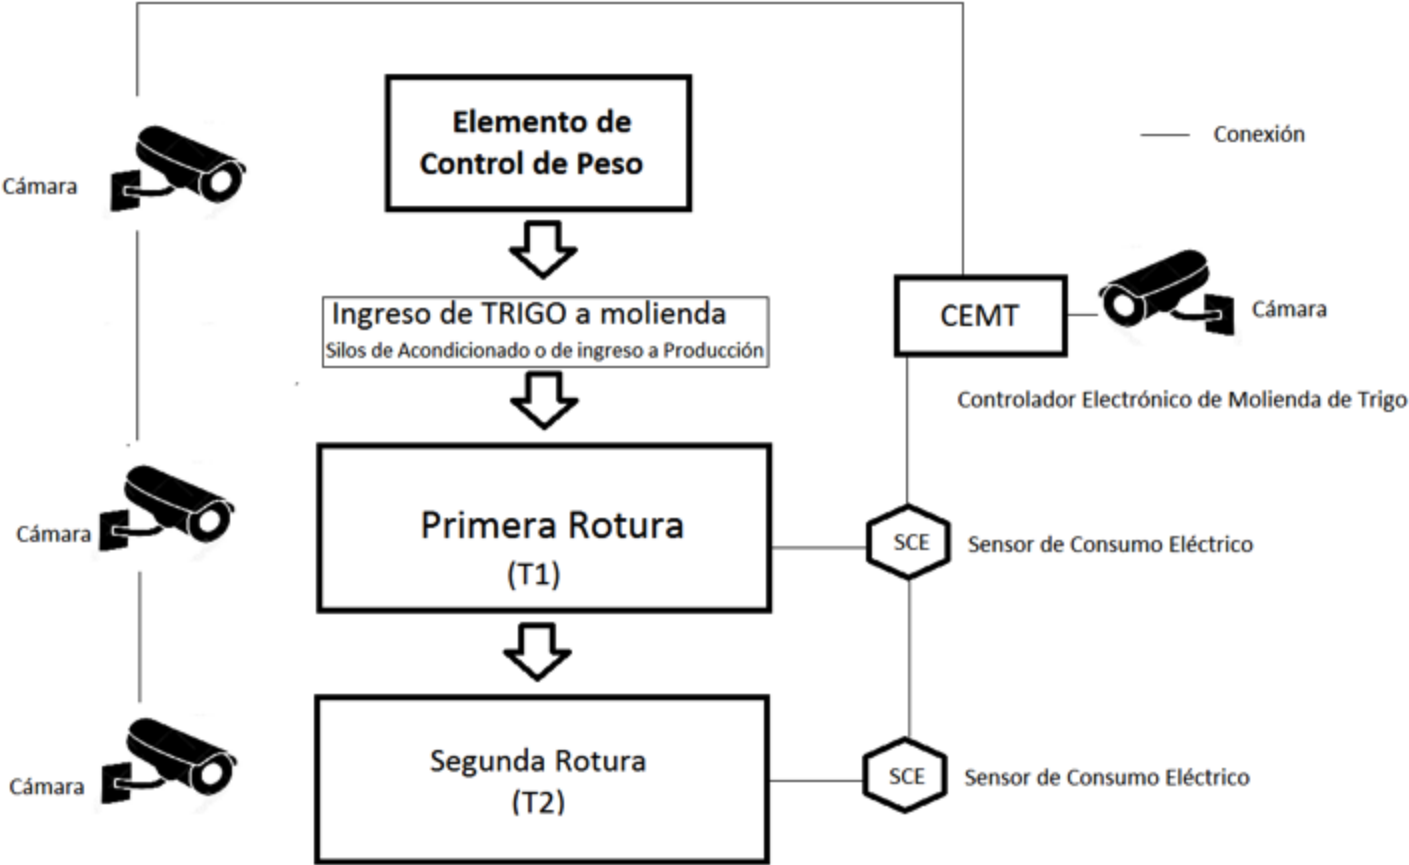 Elemento de
Control de Peso
Conexión
Cámara
Ingreso de TRIGO a molienda
Silos de Acondicionado o de ingreso a Producción
CEMT
Cámara
Controlador Electrónico de Molienda de Trigo
Primera Rotura
(T1)
Cámara
SCE
Sensor de Consumo Eléctrico
Segunda Rotura
(T2)
Cámara
SCE
Sensor de Consumo Eléctrico